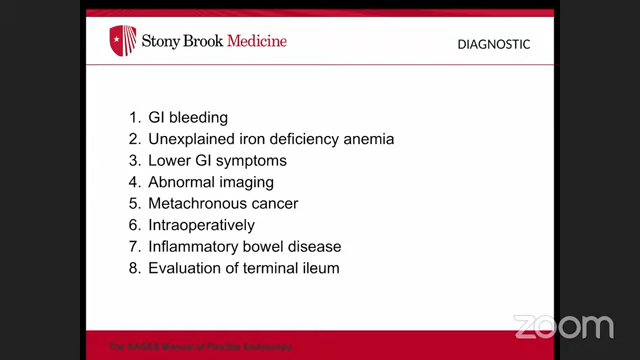 Stony Brook Medicine
DIAGNOSTIC
1. GI bleeding
2. Unexplained iron deficiency anemia
3. Lower GI symptoms
4. Abnormal imaging
5. Metachronous cancer
6. Intraoperatively
7. Inflammatory bowel disease
8. Evaluation of terminal ileum
The SAGES Manual of Flexible Endoscopy
zoom